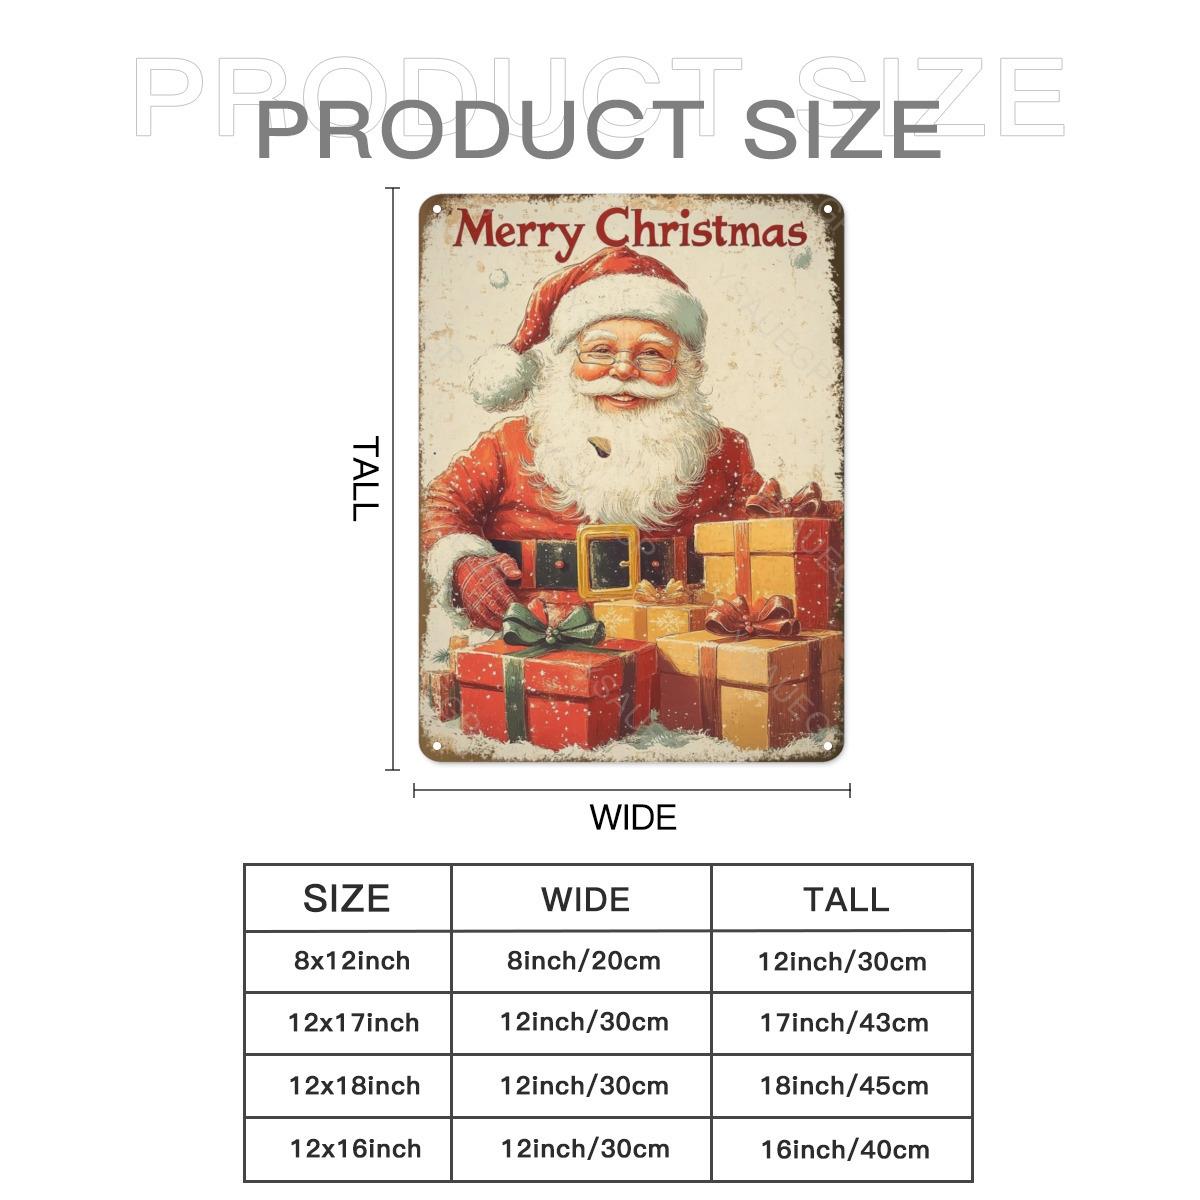 PRODUCT SIZE
PRODUCT SIZE
Merry Christmas
YSAUEGP
TALL
WIDE
SIZE WIDE TALL
8x12inch 8inch/20cm 12inch/30cm
12x17inch 12inch/30cm 17inch/43cm
12x18inch 12inch/30cm 18inch/45cm
12x16inch 12inch/30cm 16inch/40cm